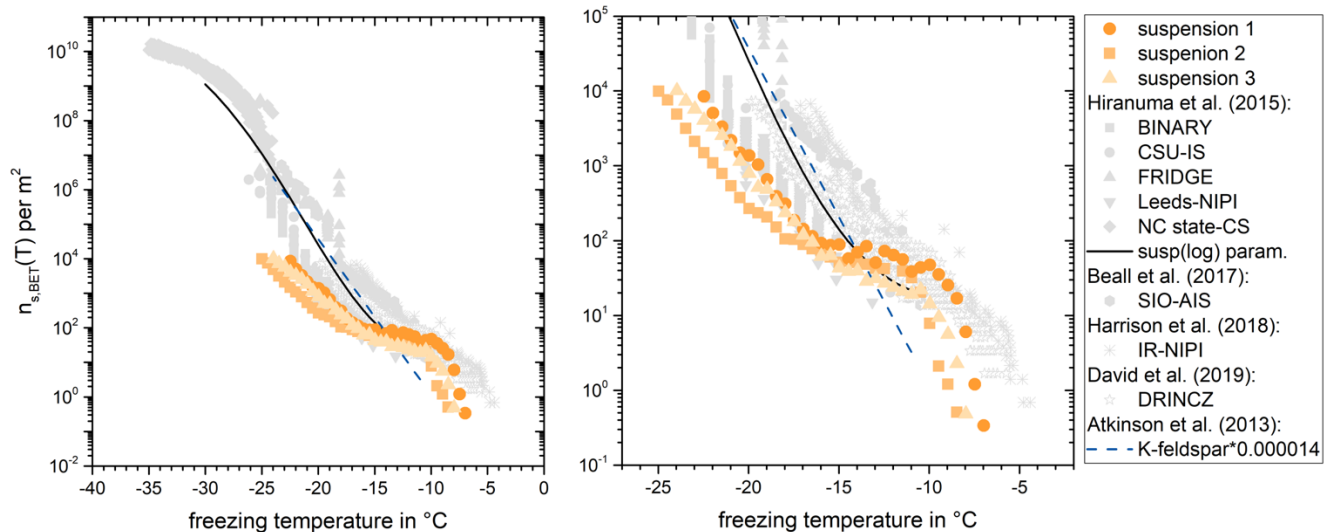 n_s,BET(T) per m²
10^10
10^8
10^6
10^4
10^2
10^0
10^-2
-40 -35 -30 -25 -20 -15 -10 -5 0
freezing temperature in °C
10^5
10^4
10^3
10^2
10^1
10^0
10^-1
-25 -20 -15 -10 -5
freezing temperature in °C
suspension 1
suspenion 2
suspension 3
Hiranuma et al. (2015):
BINARY
CSU-IS
FRIDGE
Leeds-NIPI
NC state-CS
susp(log) param.
Beall et al. (2017):
SIO-AIS
Harrison et al. (2018):
IR-NIPI
David et al. (2019):
DRINCZ
Atkinson et al. (2013):
K-feldspar*0.000014